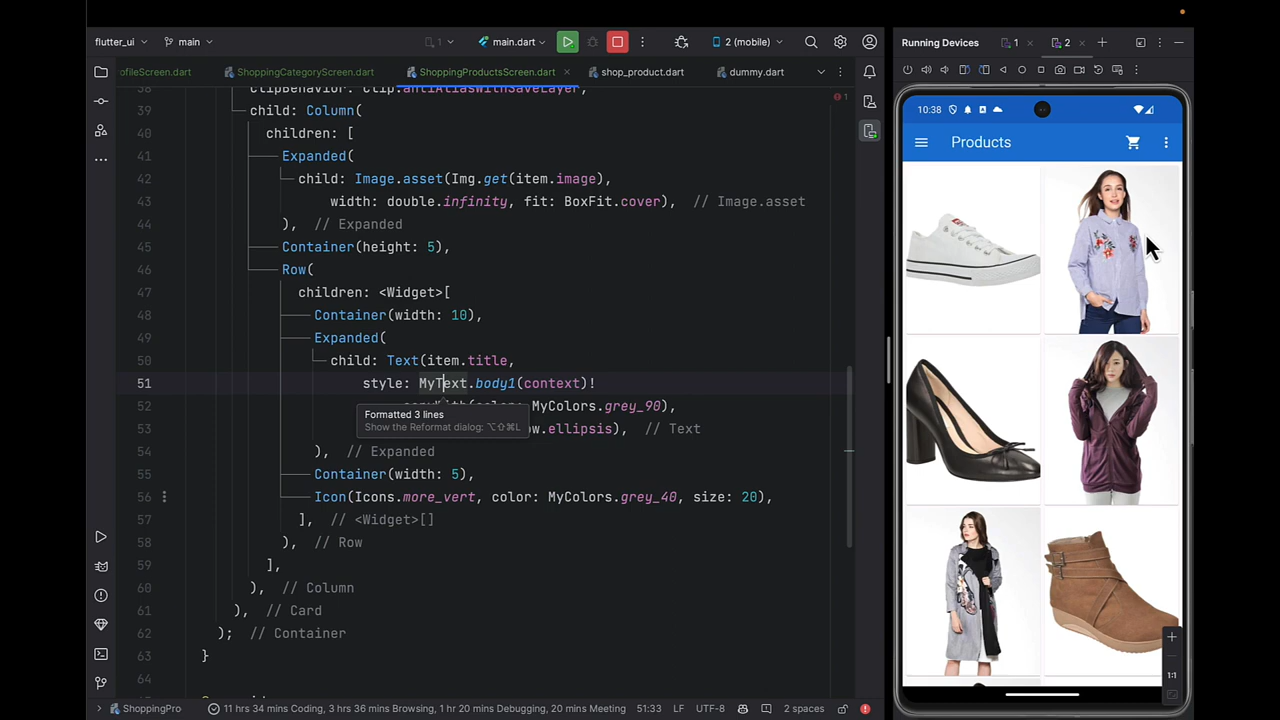 flutter_ui
main
1
main.dart
2 (mobile)
Running Devices
1
2
ofileScreen.dart
ShoppingCategoryScreen.dart
ShoppingProductsScreen.dart
shop_product.dart
dummy.dart
1
38 clipBehavior: Clip.antiAliasWithSaveLayer,
39 child: Column(
40 children: [
41 Expanded(
42 child: Image.asset(Img.get(item.image),
43 width: double.infinity, fit: BoxFit.cover), // Image.asset
44 ), // Expanded
45 Container(height: 5),
46 Row(
47 children: <Widget>[
48 Container(width: 10),
49 Expanded(
50 child: Text(item.title,
51 style: MyText.body1(context)!
52 MyColors.grey_90),
Formatted 3 lines
Show the Reformat dialog: ⌥⇧⌘L
53 .ellipsis), // Text
54 ), // Expanded
55 Container(width: 5),
56 Icon(Icons.more_vert, color: MyColors.grey_40, size: 20),
57 ], // <Widget>[]
58 ), // Row
59 ],
60 ), // Column
61 ), // Card
62 ); // Container
63 }
64
10:38
Products
1:1
ShoppingPro
11 hrs 34 mins Coding, 3 hrs 36 mins Browsing, 1 hr 20 mins Debugging, 20 mins Meeting
51:33
LF
UTF-8
2 spaces